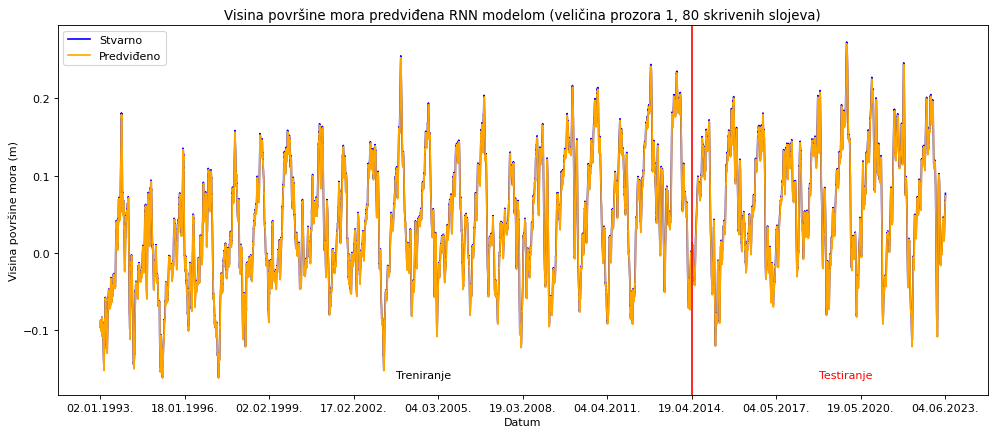 Visina površine mora predviđena RNN modelom (veličina prozora 1, 80 skrivenih slojeva)
Stvarno
Predviđeno
Visina površine mora (m)
0.2
0.1
0.0
−0.1
Treniranje
Testiranje
02.01.1993.
18.01.1996.
02.02.1999.
17.02.2002.
04.03.2005.
19.03.2008.
04.04.2011.
19.04.2014.
04.05.2017.
19.05.2020.
04.06.2023.
Datum